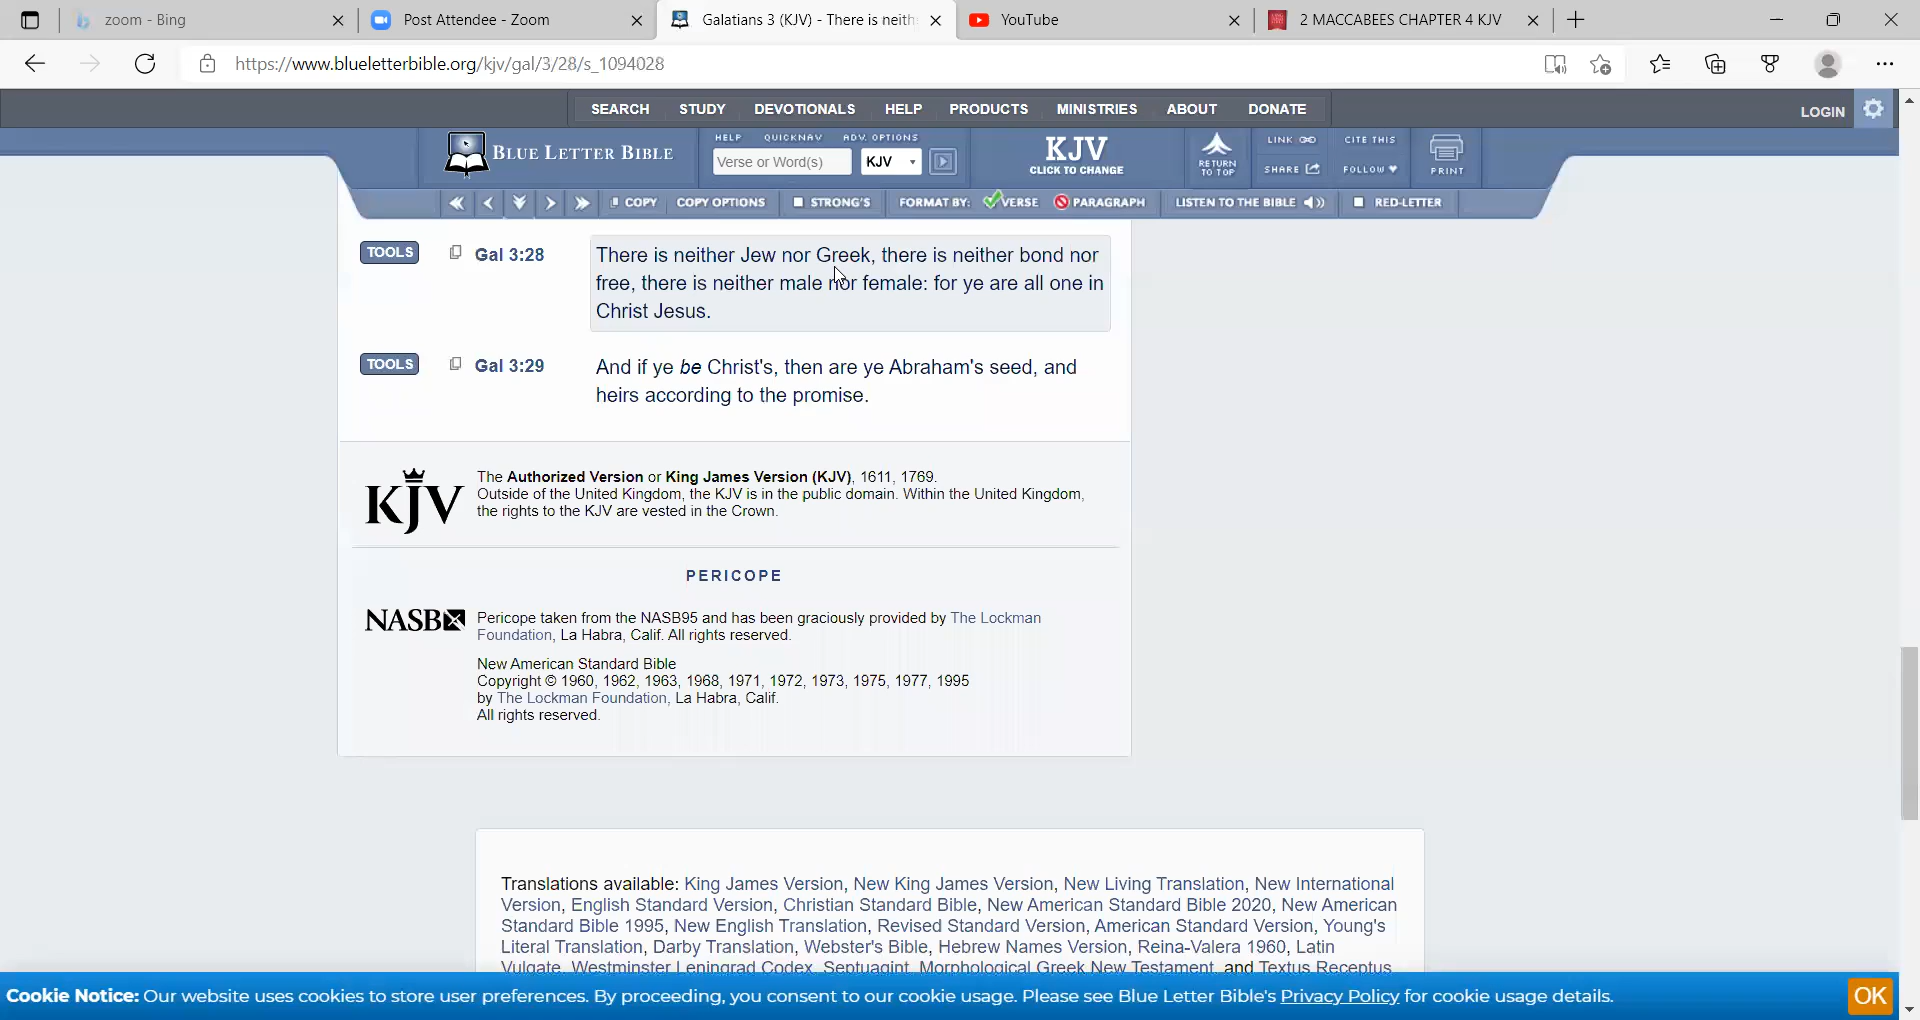 zoom - Bing
Post Attendee - Zoom
Galatians 3 (KJV) - There is neith
YouTube
2 MACCABEES CHAPTER 4 KJV
https://www.blueletterbible.org/kjv/gal/3/28/s_1094028
SEARCH STUDY DEVOTIONALS HELP PRODUCTS MINISTRIES ABOUT DONATE
LOGIN
BLUE LETTER BIBLE
HELP QUICKNAV ADV. OPTIONS
Verse or Word(s) KJV
KJV
CLICK TO CHANGE
RETURN
TO TOP
LINK CITE THIS
SHARE FOLLOW
PRINT
COPY COPY OPTIONS STRONG'S FORMAT BY: VERSE PARAGRAPH LISTEN TO THE BIBLE RED-LETTER
TOOLS Gal 3:28 There is neither Jew nor Greek, there is neither bond nor
free, there is neither male nor female: for ye are all one in
Christ Jesus.
TOOLS Gal 3:29 And if ye be Christ's, then are ye Abraham's seed, and
heirs according to the promise.
KJV
The Authorized Version or King James Version (KJV), 1611, 1769.
Outside of the United Kingdom, the KJV is in the public domain. Within the United Kingdom,
the rights to the KJV are vested in the Crown.
PERICOPE
NASB
Pericope taken from the NASB95 and has been graciously provided by The Lockman
Foundation, La Habra, Calif. All rights reserved.
New American Standard Bible
Copyright © 1960, 1962, 1963, 1968, 1971, 1972, 1973, 1975, 1977, 1995
by The Lockman Foundation, La Habra, Calif.
All rights reserved.
Translations available: King James Version, New King James Version, New Living Translation, New International
Version, English Standard Version, Christian Standard Bible, New American Standard Bible 2020, New American
Standard Bible 1995, New English Translation, Revised Standard Version, American Standard Version, Young's
Literal Translation, Darby Translation, Webster's Bible, Hebrew Names Version, Reina-Valera 1960, Latin
Vulgate, Westminster Leningrad Codex, Septuagint, Morphological Greek New Testament, and Textus Receptus
Cookie Notice: Our website uses cookies to store user preferences. By proceeding, you consent to our cookie usage. Please see Blue Letter Bible's Privacy Policy for cookie usage details.
OK